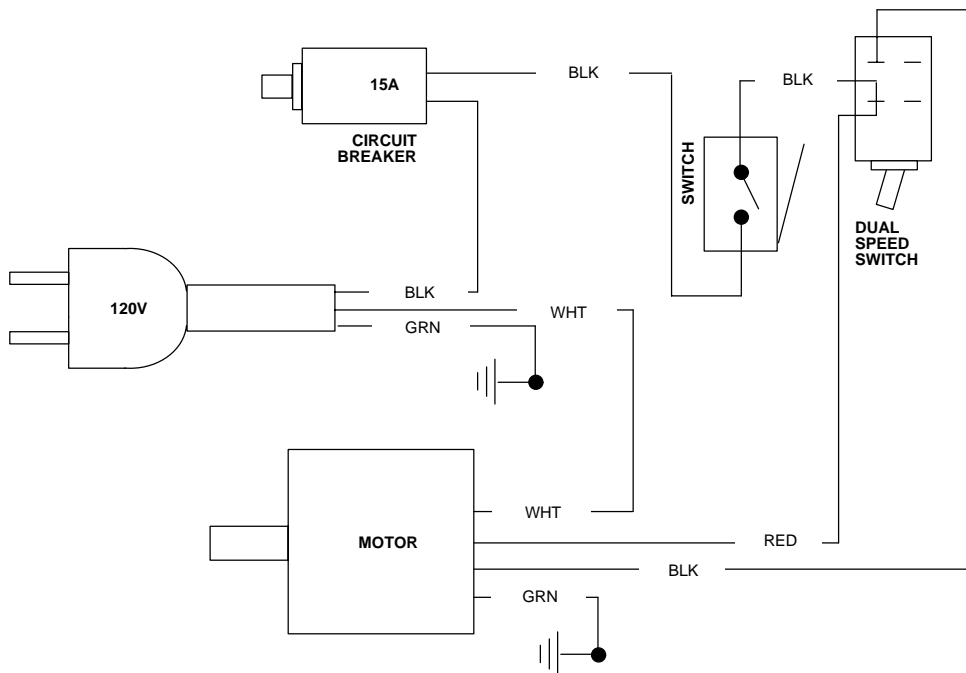 BLK
BLK
15A
CIRCUIT
BREAKER
SWITCH
DUAL
SPEED
SWITCH
120V
BLK
WHT
GRN
WHT
MOTOR
RED
BLK
GRN